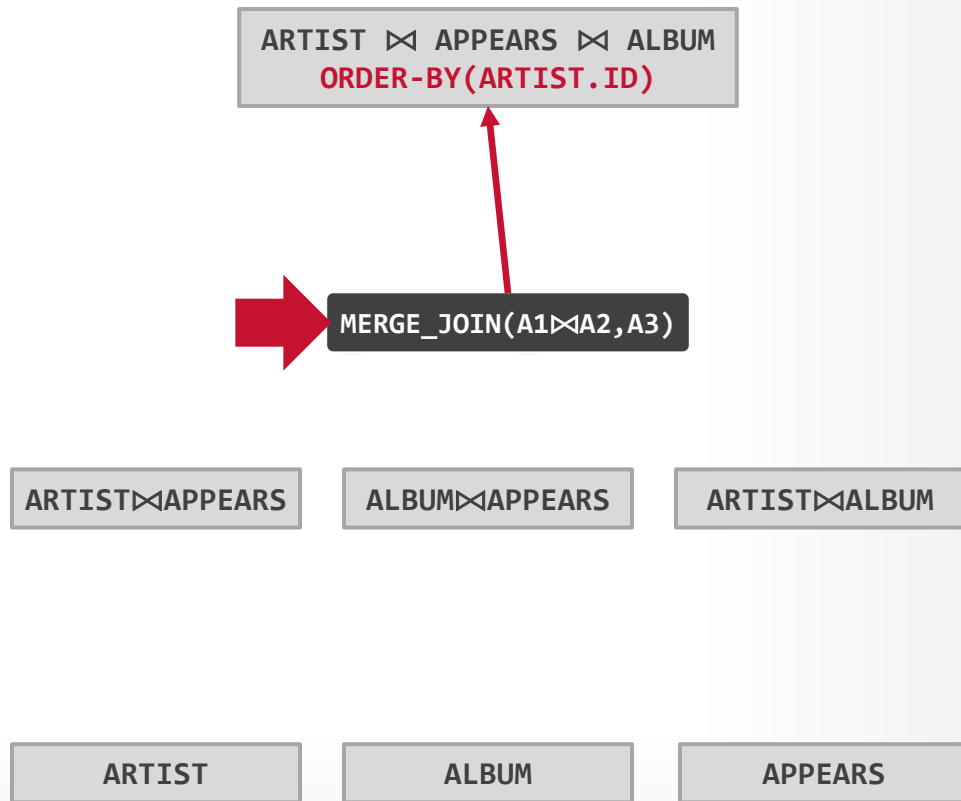 ARTIST ⨝ APPEARS ⨝ ALBUM
ORDER-BY(ARTIST.ID)
MERGE_JOIN(A1⨝A2,A3)
ARTIST⨝APPEARS
ALBUM⨝APPEARS
ARTIST⨝ALBUM
ARTIST
ALBUM
APPEARS